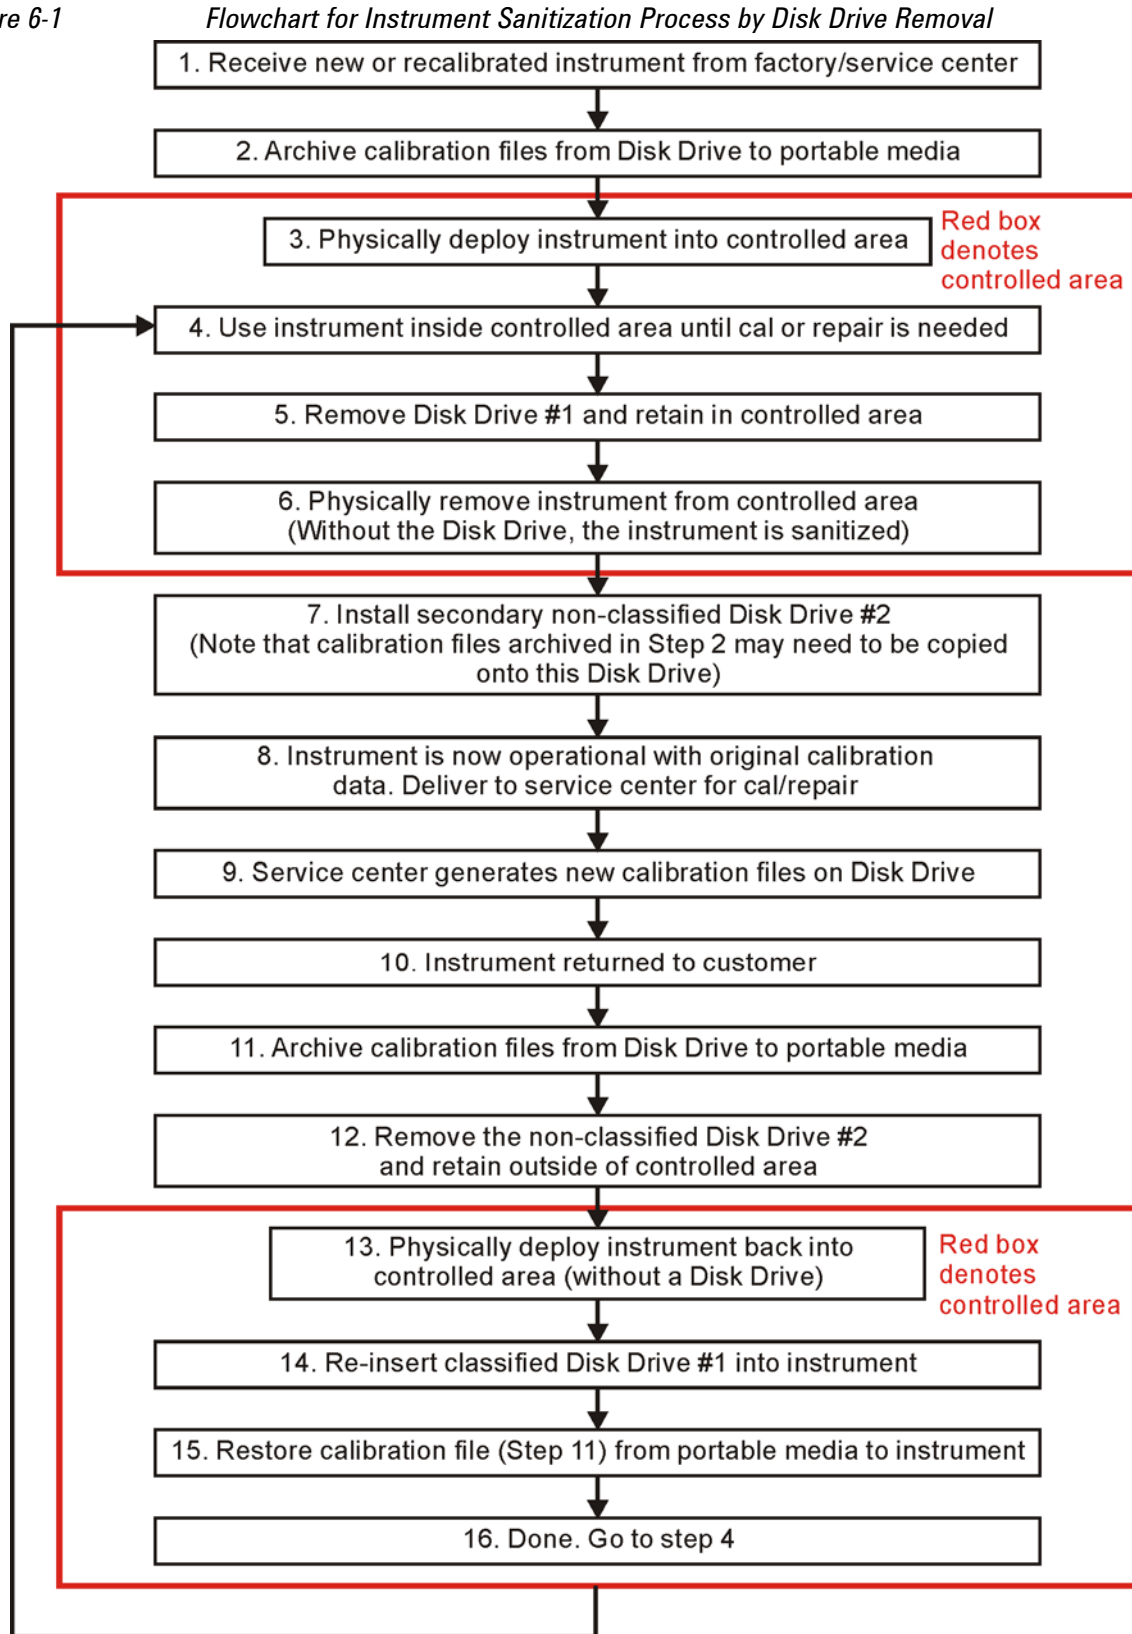 re 6-1 Flowchart for Instrument Sanitization Process by Disk Drive Removal
1. Receive new or recalibrated instrument from factory/service center
2. Archive calibration files from Disk Drive to portable media
3. Physically deploy instrument into controlled area
Red box
denotes
controlled area
4. Use instrument inside controlled area until cal or repair is needed
5. Remove Disk Drive #1 and retain in controlled area
6. Physically remove instrument from controlled area
(Without the Disk Drive, the instrument is sanitized)
7. Install secondary non-classified Disk Drive #2
(Note that calibration files archived in Step 2 may need to be copied
onto this Disk Drive)
8. Instrument is now operational with original calibration
data. Deliver to service center for cal/repair
9. Service center generates new calibration files on Disk Drive
10. Instrument returned to customer
11. Archive calibration files from Disk Drive to portable media
12. Remove the non-classified Disk Drive #2
and retain outside of controlled area
13. Physically deploy instrument back into
controlled area (without a Disk Drive)
Red box
denotes
controlled area
14. Re-insert classified Disk Drive #1 into instrument
15. Restore calibration file (Step 11) from portable media to instrument
16. Done. Go to step 4